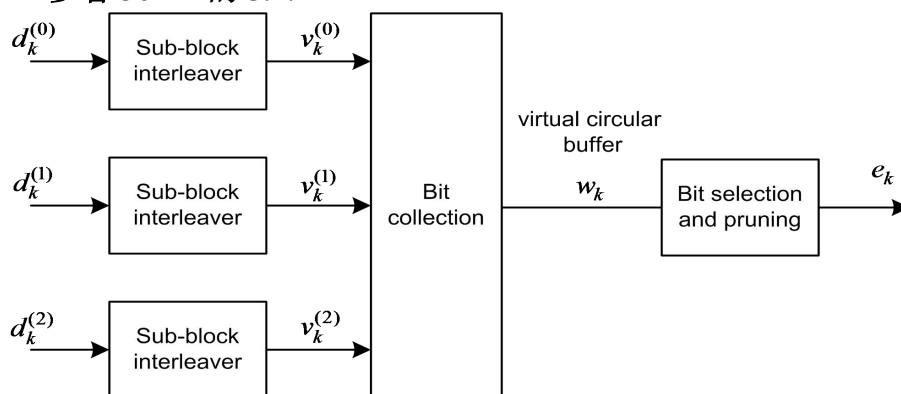 d_k^{(0)}
Sub-block
interleaver
v_k^{(0)}
d_k^{(1)}
Sub-block
interleaver
v_k^{(1)}
d_k^{(2)}
Sub-block
interleaver
v_k^{(2)}
Bit
collection
virtual circular
buffer
w_k
Bit selection
and pruning
e_k